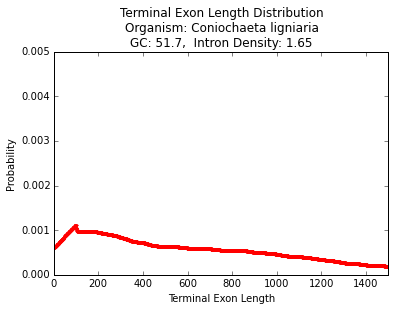 Terminal Exon Length Distribution
Organism: Coniochaeta ligniaria
GC: 51.7,  Intron Density: 1.65
0.005
0.004
0.003
0.002
0.001
0.000
Probability
0 200 400 600 800 1000 1200 1400
Terminal Exon Length